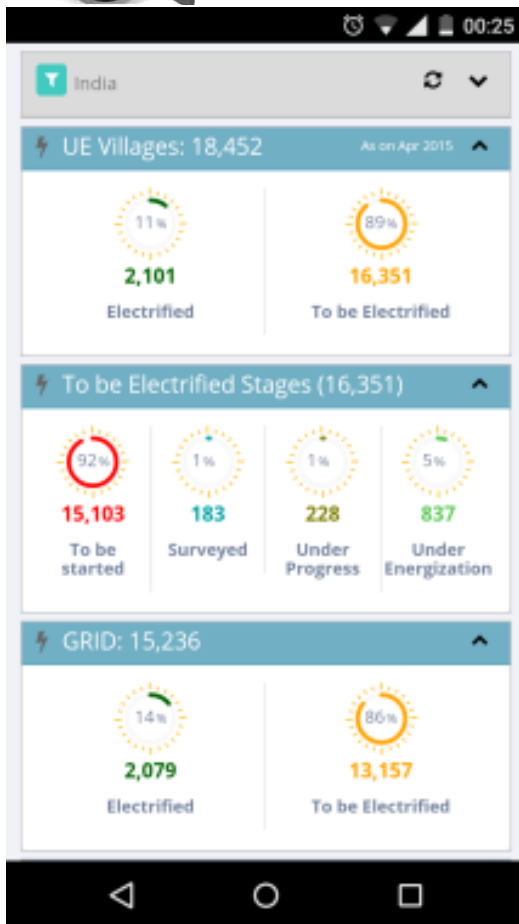 00:25
India
UE Villages: 18,452 As on Apr 2015
11% 89%
2,101 16,351
Electrified To be Electrified
To be Electrified Stages (16,351)
92% 1% 1% 5%
15,103 183 228 837
To be Surveyed Under Under
started Progress Energization
GRID: 15,236
14% 86%
2,079 13,157
Electrified To be Electrified